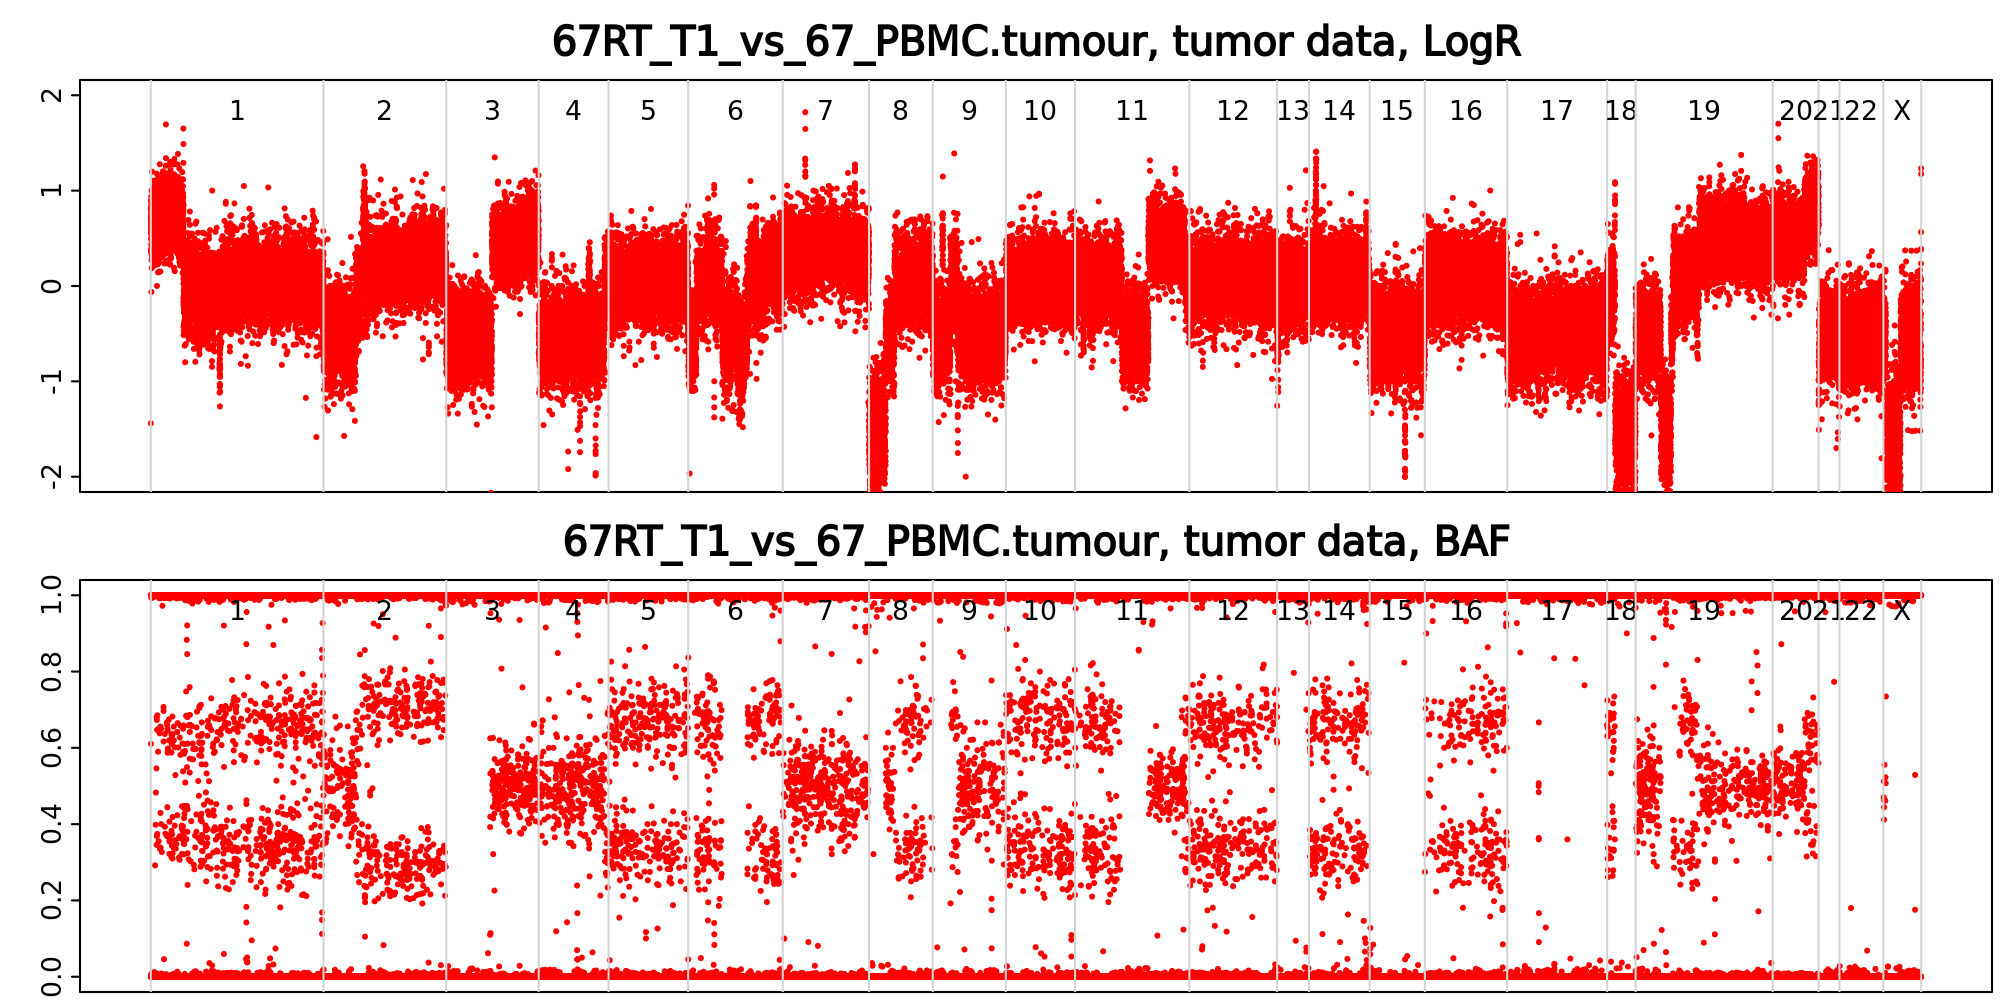 67RT_T1_vs_67_PBMC.tumour, tumor data, LogR
2
1
0
-1
-2
1 2 3 4 5 6 7 8 9 10 11 12 13 14 15 16 17 18 19 20 21 22 X
67RT_T1_vs_67_PBMC.tumour, tumor data, BAF
1.0
0.8
0.6
0.4
0.2
0.0
1 2 3 4 5 6 7 8 9 10 11 12 13 14 15 16 17 18 19 20 21 22 X